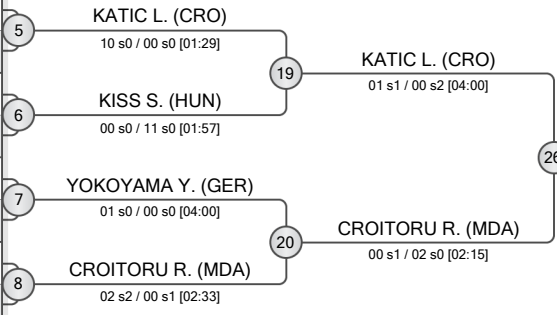 5
KATIC L. (CRO)
10 s0 / 00 s0 [01:29]
19
KATIC L. (CRO)
01 s1 / 00 s2 [04:00]
6
KISS S. (HUN)
00 s0 / 11 s0 [01:57]
26
7
YOKOYAMA Y. (GER)
01 s0 / 00 s0 [04:00]
20
CROITORU R. (MDA)
00 s1 / 02 s0 [02:15]
8
CROITORU R. (MDA)
02 s2 / 00 s1 [02:33]